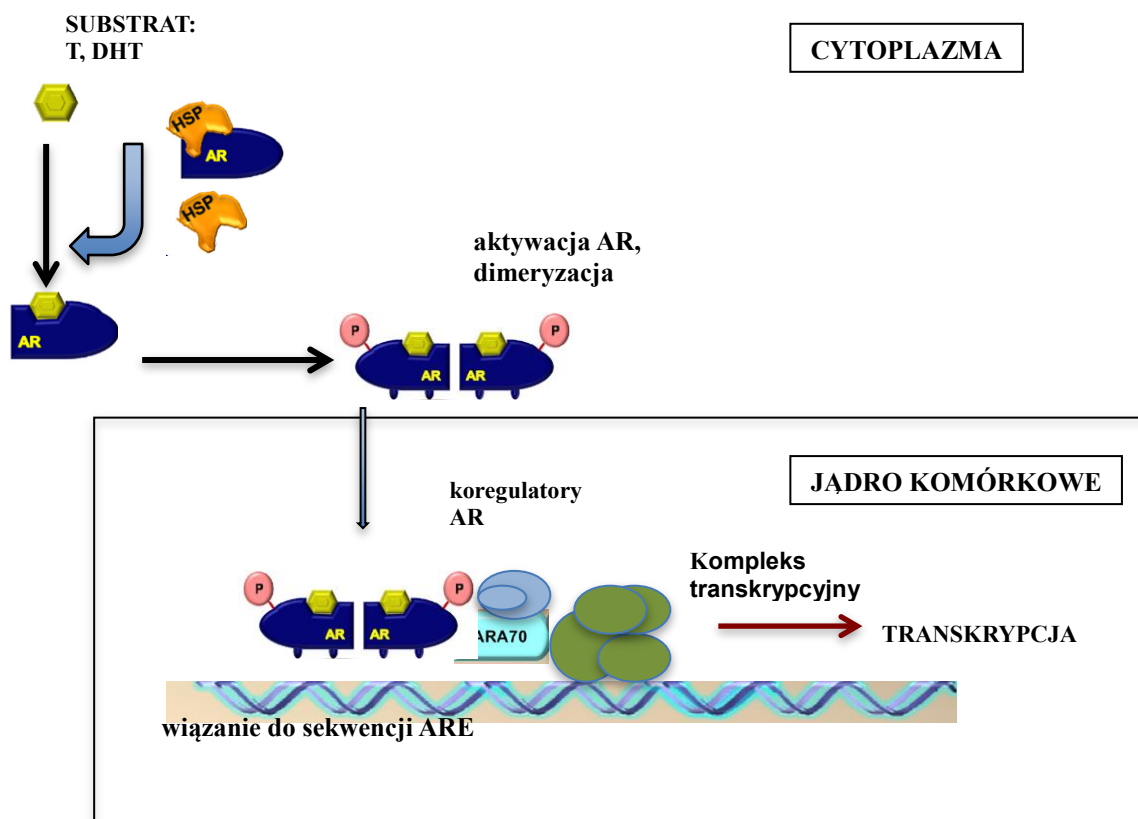 SUBSTRAT:
T, DHT
CYTOPLAZMA
HSP
AR
HSP
aktywacja AR,
dimeryzacja
AR
P
P
AR
AR
JĄDRO KOMÓRKOWE
koregulatory
AR
Kompleks
transkrypcyjny
P
P
AR
AR
ARA70
TRANSKRYPCJA
wiązanie do sekwencji ARE